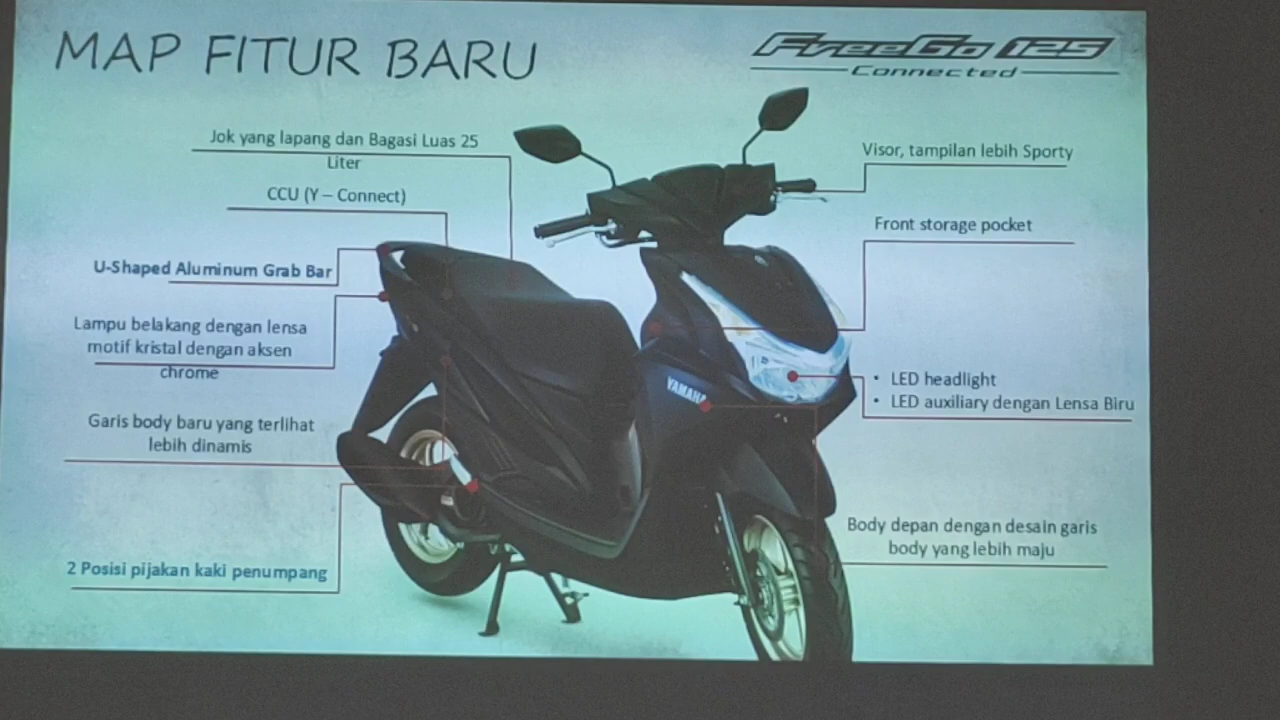 MAP FITUR BARU
FreeGo 125
Connected
Jok yang lapang dan Bagasi Luas 25
Liter
CCU (Y – Connect)
U-Shaped Aluminum Grab Bar
Lampu belakang dengan lensa
motif kristal dengan aksen
chrome
Garis body baru yang terlihat
lebih dinamis
2 Posisi pijakan kaki penumpang
Visor, tampilan lebih Sporty
Front storage pocket
• LED headlight
• LED auxiliary dengan Lensa Biru
Body depan dengan desain garis
body yang lebih maju
YAMAHA